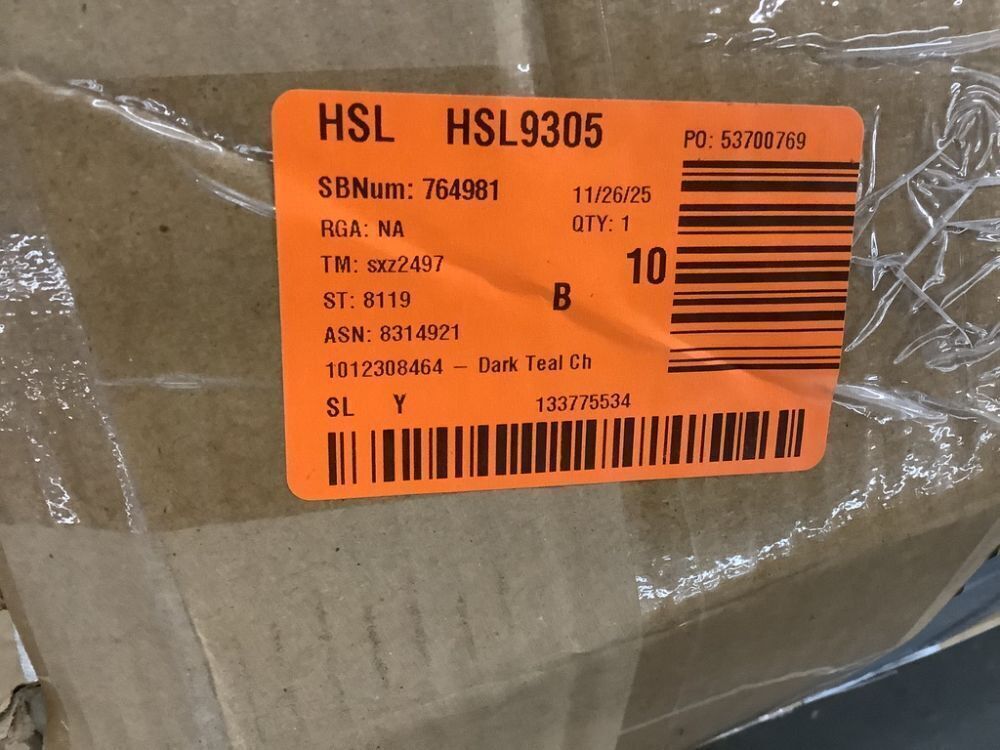 HSL HSL9305
PO: 53700769
SBNum: 764981
11/26/25
RGA: NA
QTY: 1
TM: sxz2497
10
ST: 8119
B
ASN: 8314921
1012308464 – Dark Teal Ch
SL Y
133775534